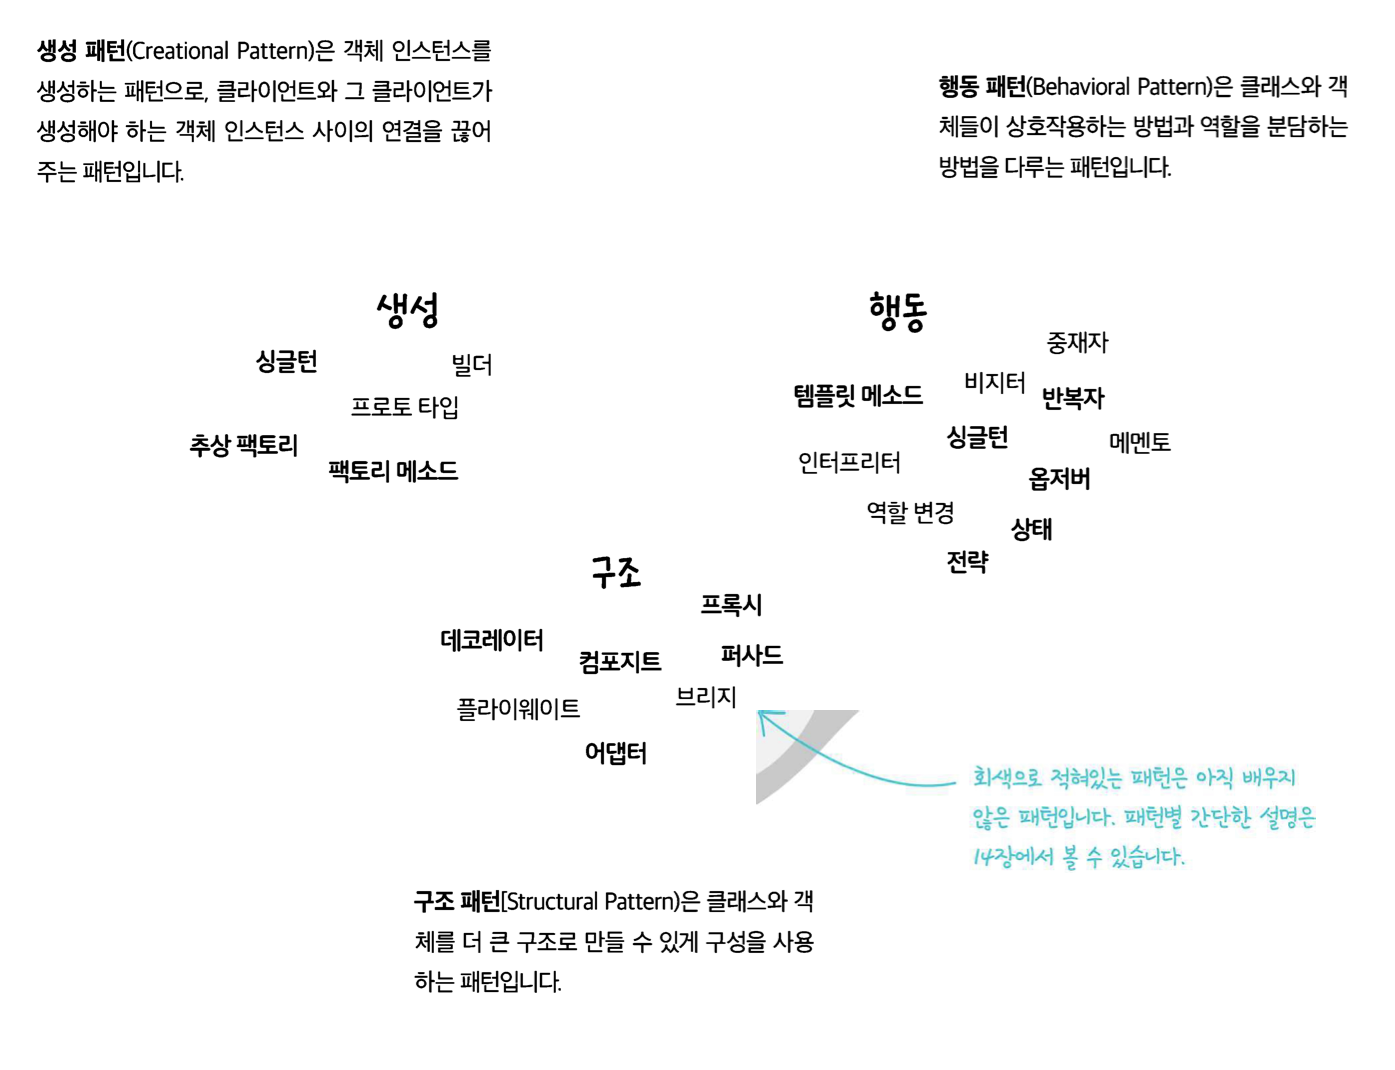 생성 패턴(Creational Pattern)은 객체 인스턴스를
생성하는 패턴으로, 클라이언트와 그 클라이언트가
생성해야 하는 객체 인스턴스 사이의 연결을 끊어
주는 패턴입니다.
행동 패턴(Behavioral Pattern)은 클래스와 객
체들이 상호작용하는 방법과 역할을 분담하는
방법을 다루는 패턴입니다.
생성
싱글턴
빌더
프로토 타입
추상 팩토리
팩토리 메소드
행동
중재자
비지터
템플릿 메소드
반복자
싱글턴
메멘토
인터프리터
옵저버
역할 변경
상태
전략
구조
프록시
데코레이터
컴포지트
퍼사드
브리지
플라이웨이트
어댑터
회색으로 적혀있는 패턴은 아직 배우지
않은 패턴입니다. 패턴별 간단한 설명은
14장에서 볼 수 있습니다.
구조 패턴[Structural Pattern)은 클래스와 객
체를 더 큰 구조로 만들 수 있게 구성을 사용
하는 패턴입니다.